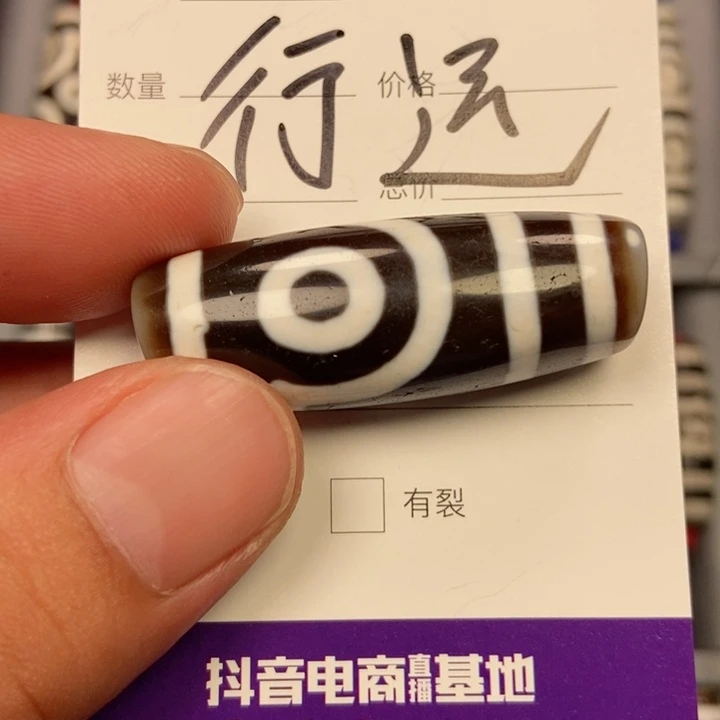 数量 行 价格 运
总价
有裂
抖音电商直播基地